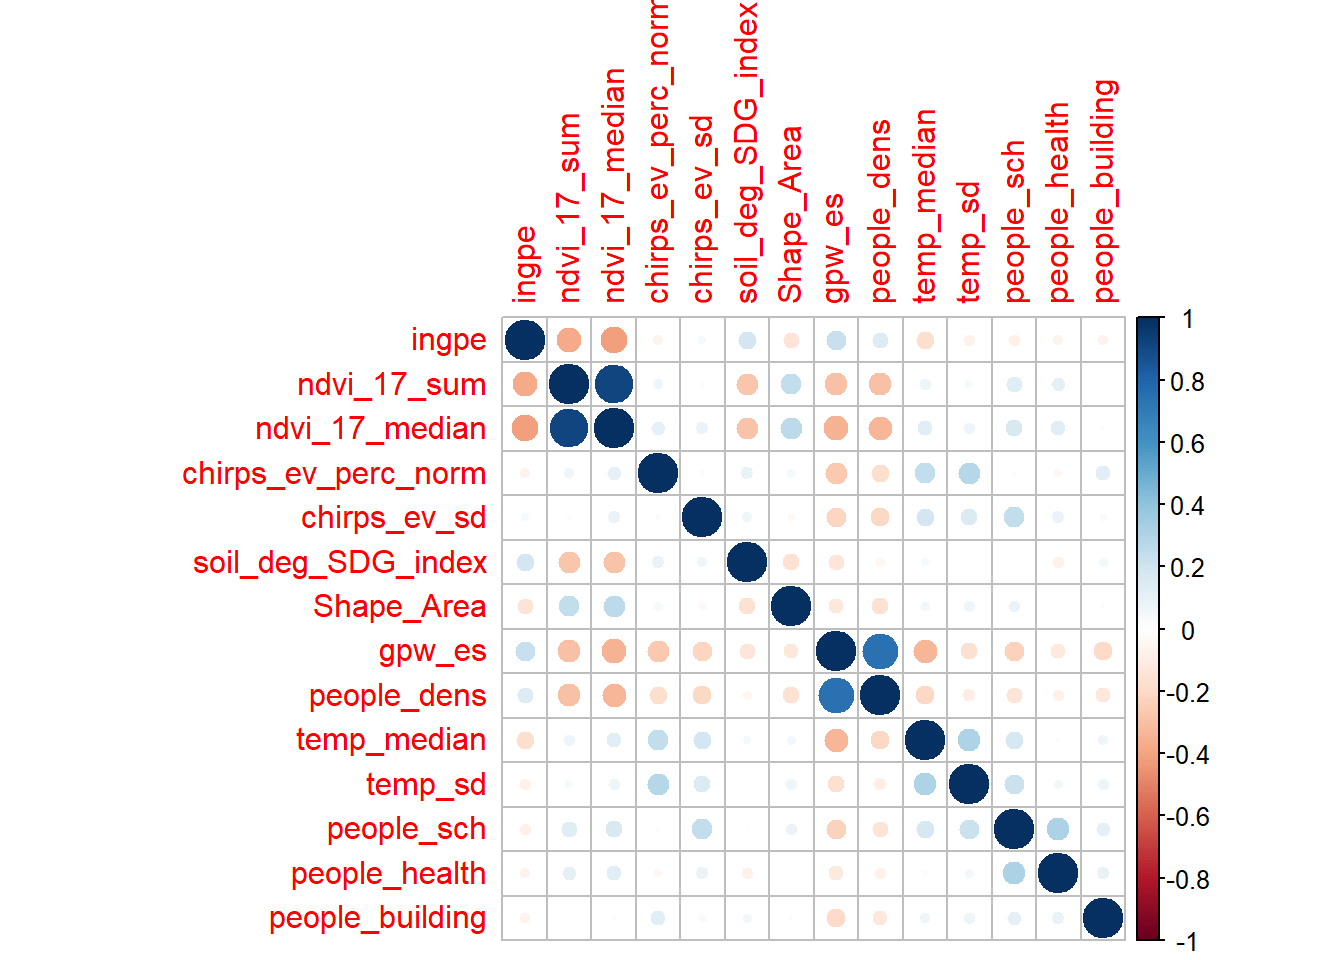 ingpe
ndvi_17_sum
ndvi_17_median
chirps_ev_perc_norm
chirps_ev_sd
soil_deg_SDG_index
Shape_Area
gpw_es
people_dens
temp_median
temp_sd
people_sch
people_health
people_building
ingpe
ndvi_17_sum
ndvi_17_median
chirps_ev_perc_norm
chirps_ev_sd
soil_deg_SDG_index
Shape_Area
gpw_es
people_dens
temp_median
temp_sd
people_sch
people_health
people_building
1
0.8
0.6
0.4
0.2
0
-0.2
-0.4
-0.6
-0.8
-1